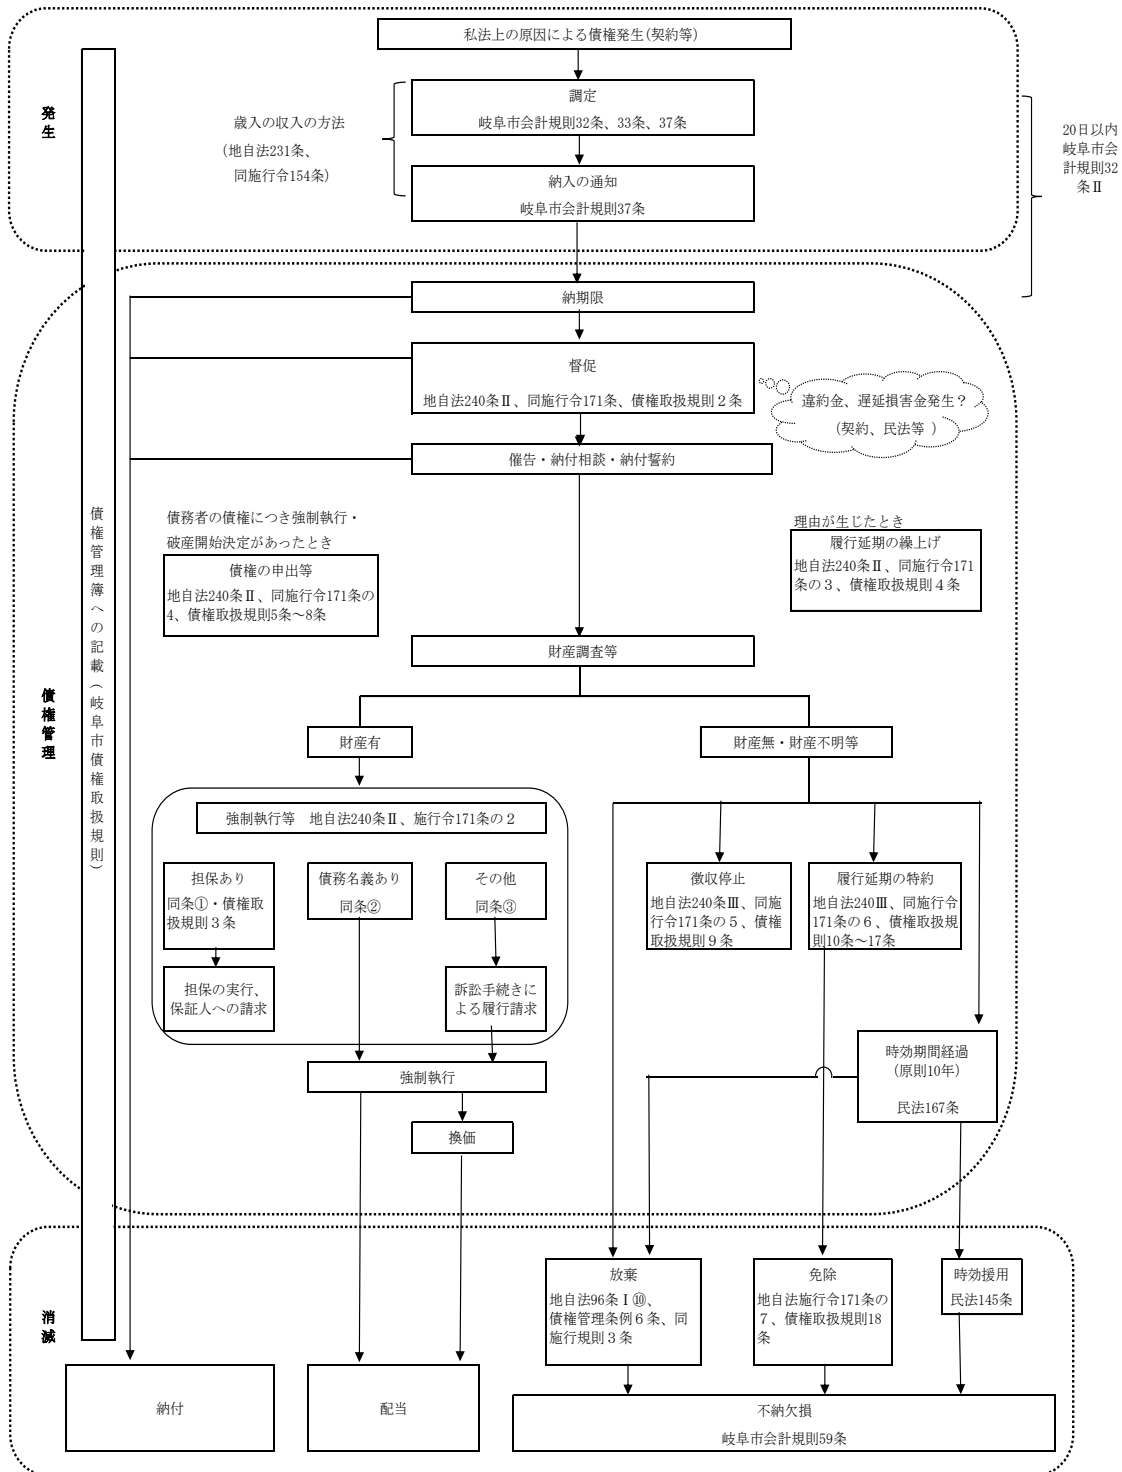 私法上の原因による債権発生(契約等)
発生
調定
岐阜市会計規則32条、33条、37条
歳入の収入の方法
(地自法231条、
同施行令154条)
20日以内
岐阜市会
計規則32
条Ⅱ
納入の通知
岐阜市会計規則37条
納期限
督促
地自法240条Ⅱ、同施行令171条、債権取扱規則2条
違約金、遅延損害金発生?
(契約、民法等 )
催告・納付相談・納付誓約
債権管理簿への記載(岐阜市債権取扱規則)
債権管理
債務者の債権につき強制執行・
破産開始決定があったとき
債権の申出等
地自法240条Ⅱ、同施行令171条の
4、債権取扱規則5条~8条
理由が生じたとき
履行延期の繰上げ
地自法240条Ⅱ、同施行令171
条の3、債権取扱規則4条
財産調査等
財産有
財産無・財産不明等
強制執行等 地自法240条Ⅱ、施行令171条の2
担保あり
同条①・債権取
扱規則3条
債務名義あり
同条②
その他
同条③
徴収停止
地自法240条Ⅲ、同施
行令171条の5、債権
取扱規則9条
履行延期の特約
地自法240Ⅲ、同施行令
171条の6、債権取扱規
則10条~17条
担保の実行、
保証人への請求
訴訟手続きに
よる履行請求
時効期間経過
(原則10年)
民法167条
強制執行
換価
消滅
放棄
地自法96条Ⅰ⑩、
債権管理条例6条、同
施行規則3条
免除
地自法施行令171条の
7、債権取扱規則18
条
時効援用
民法145条
納付
配当
不納欠損
岐阜市会計規則59条